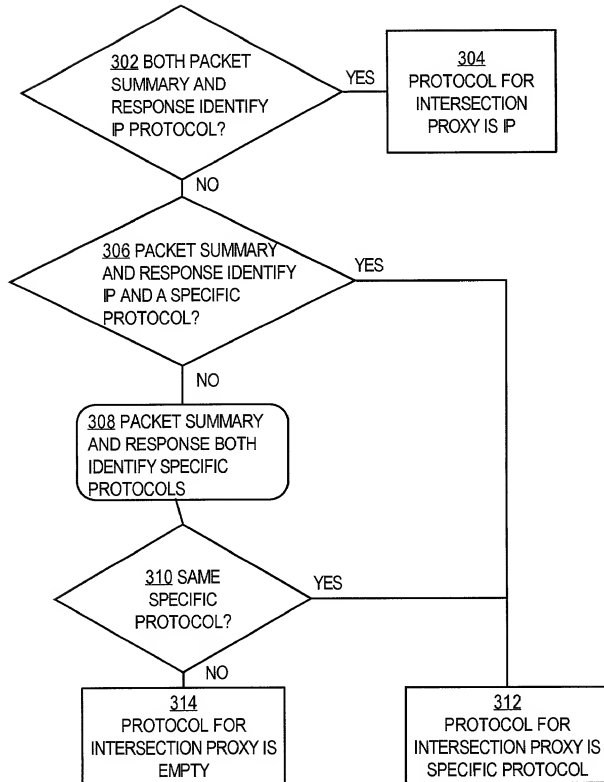 302 BOTH PACKET
SUMMARY AND
RESPONSE IDENTIFY
IP PROTOCOL?
YES
304
PROTOCOL FOR
INTERSECTION
PROXY IS IP
NO
306 PACKET SUMMARY
AND RESPONSE IDENTIFY
IP AND A SPECIFIC
PROTOCOL?
YES
NO
308 PACKET SUMMARY
AND RESPONSE BOTH
IDENTIFY SPECIFIC
PROTOCOLS
310 SAME
SPECIFIC
PROTOCOL?
YES
NO
314
PROTOCOL FOR
INTERSECTION PROXY IS
EMPTY
312
PROTOCOL FOR
INTERSECTION PROXY IS
SPECIFIC PROTOCOL